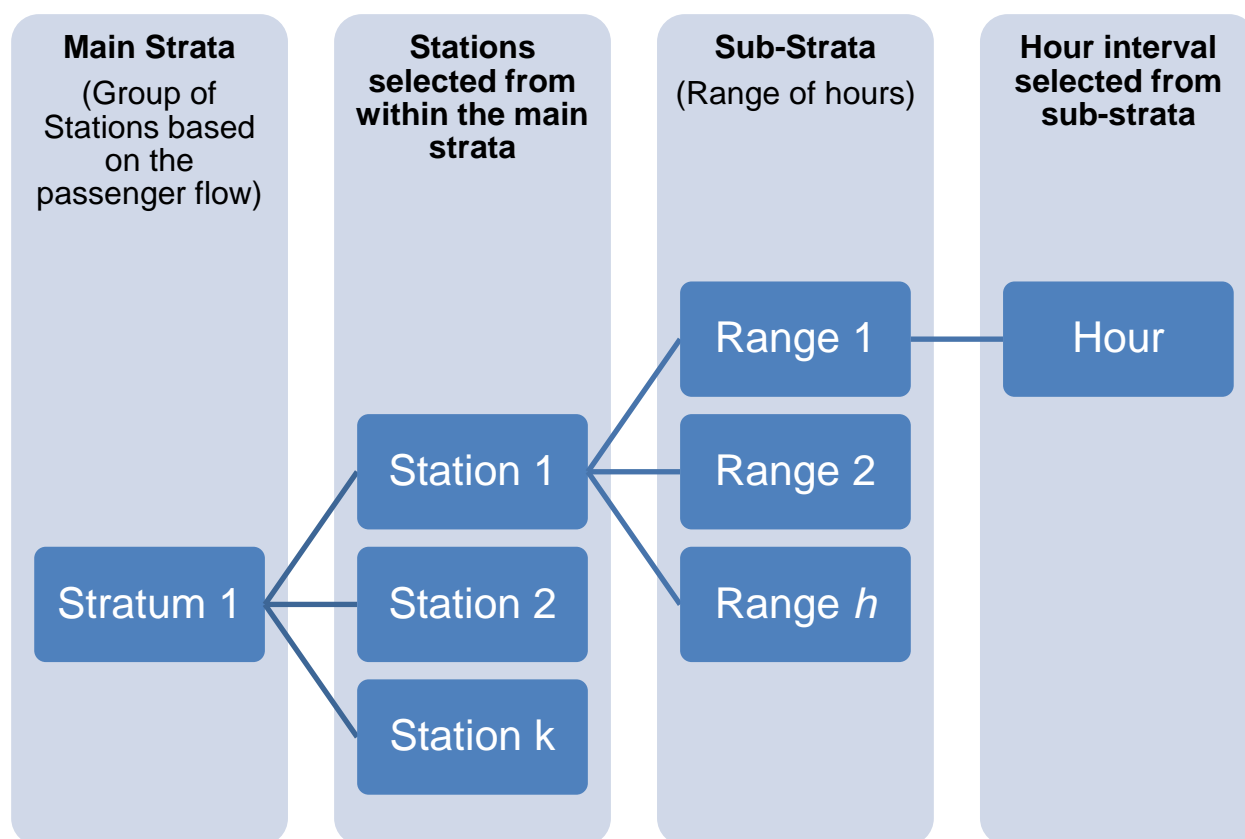 Main Strata
(Group of
Stations based
on the
passenger flow)
Stations
selected from
within the main
strata
Sub-Strata
(Range of hours)
Hour interval
selected from
sub-strata
Range 1
Hour
Station 1
Range 2
Stratum 1
Station 2
Range h
Station k